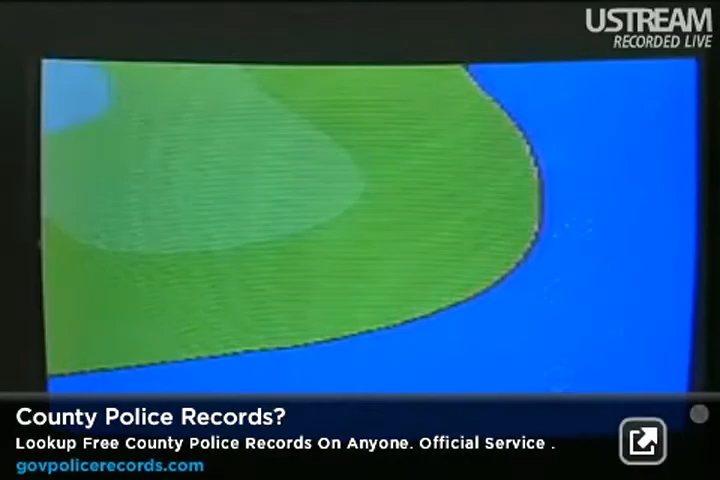 USTREAM
RECORDED LIVE
County Police Records?
Lookup Free County Police Records On Anyone. Official Service .
govpolicerecords.com